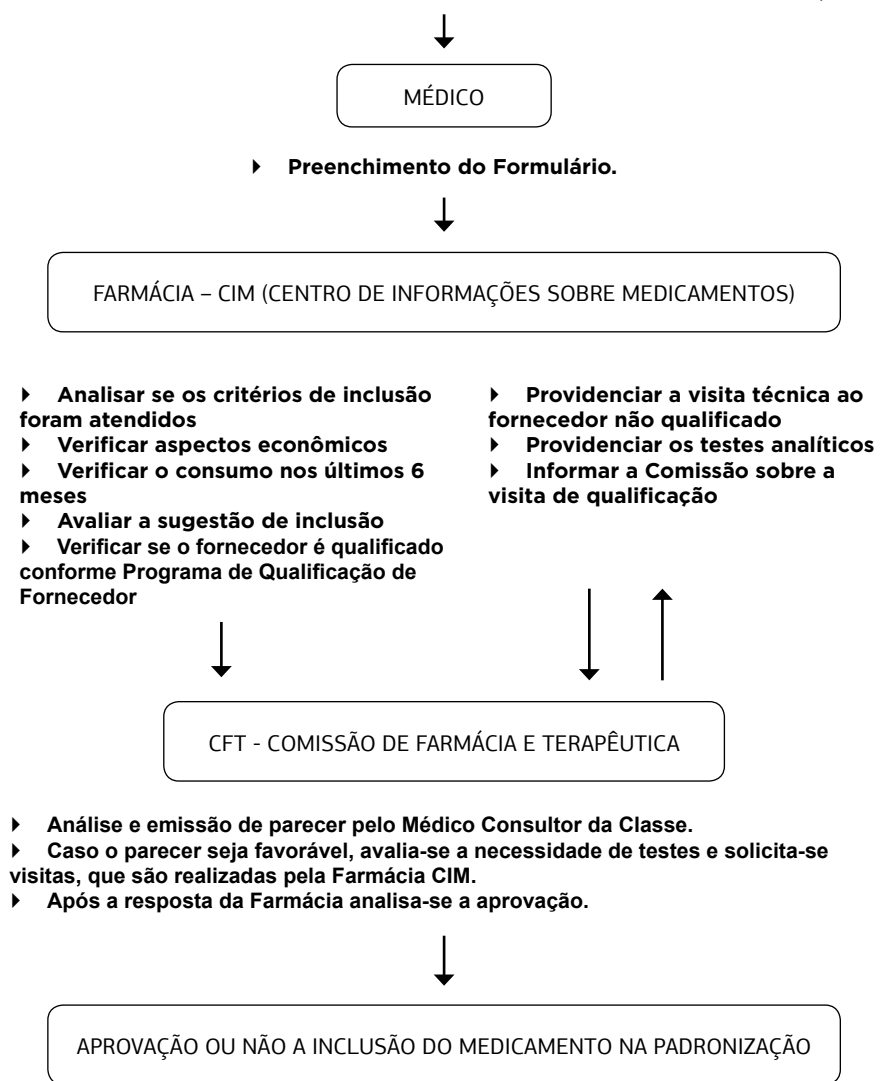 MÉDICO
‣ Preenchimento do Formulário.
FARMÁCIA – CIM (CENTRO DE INFORMAÇÕES SOBRE MEDICAMENTOS)
‣ Analisar se os critérios de inclusão
foram atendidos
‣ Verificar aspectos econômicos
‣ Verificar o consumo nos últimos 6
meses
‣ Avaliar a sugestão de inclusão
‣ Verificar se o fornecedor é qualificado
conforme Programa de Qualificação de
Fornecedor
‣ Providenciar a visita técnica ao
fornecedor não qualificado
‣ Providenciar os testes analíticos
‣ Informar a Comissão sobre a
visita de qualificação
CFT - COMISSÃO DE FARMÁCIA E TERAPÊUTICA
‣ Análise e emissão de parecer pelo Médico Consultor da Classe.
‣ Caso o parecer seja favorável, avalia-se a necessidade de testes e solicita-se
visitas, que são realizadas pela Farmácia CIM.
‣ Após a resposta da Farmácia analisa-se a aprovação.
APROVAÇÃO OU NÃO A INCLUSÃO DO MEDICAMENTO NA PADRONIZAÇÃO